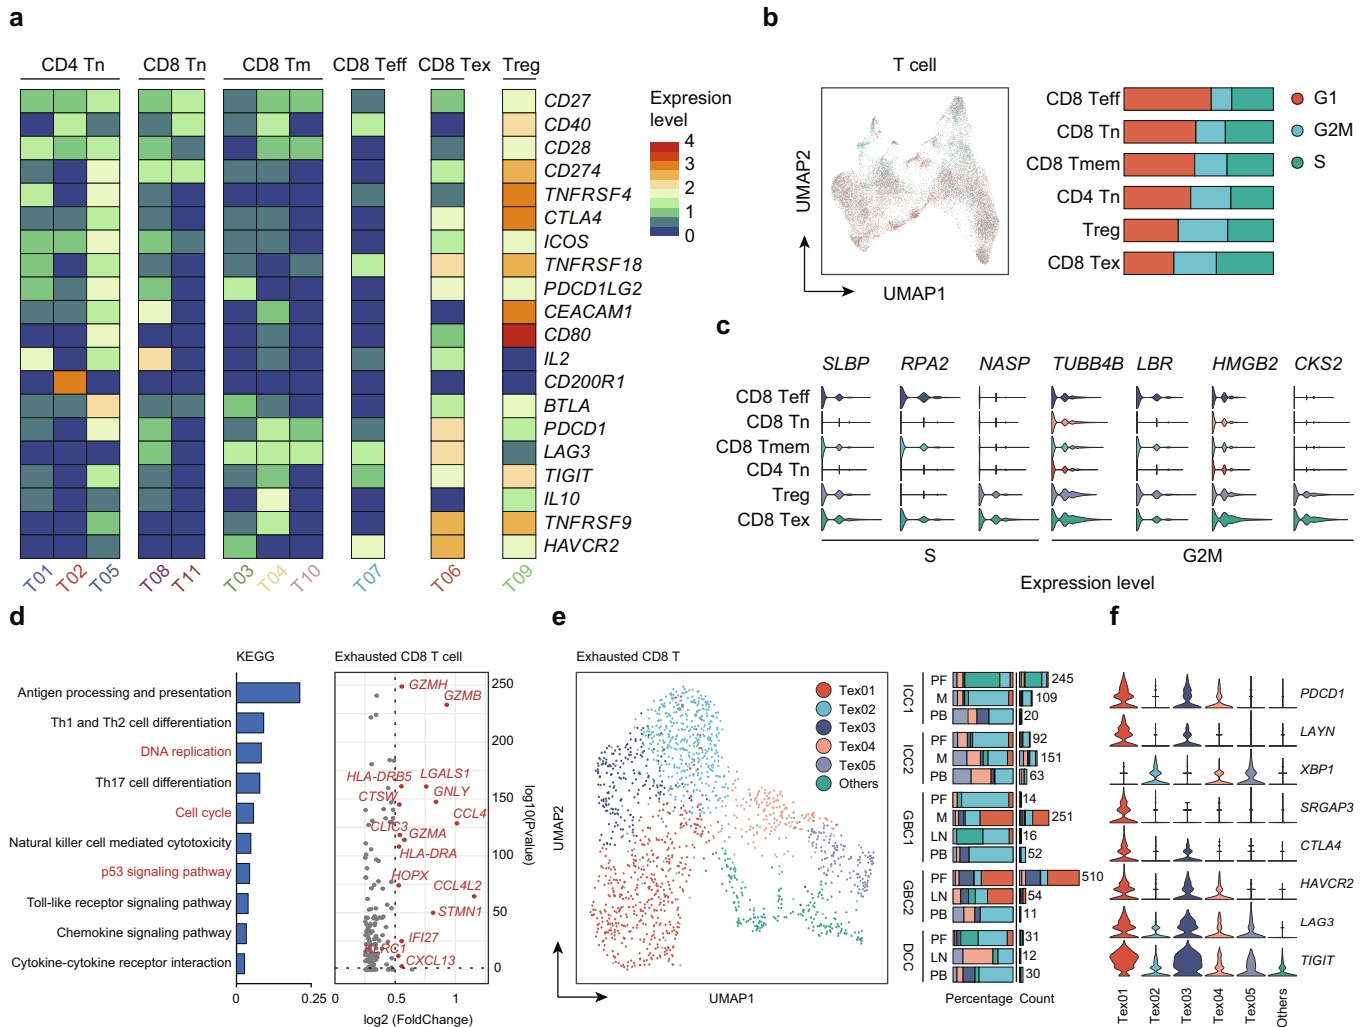 a
CD4 Tn
CD8 Tn
CD8 Tm
CD8 Teff
CD8 Tex
Treg
CD27
CD40
CD28
CD274
TNFRSF4
CTLA4
ICOS
TNFRSF18
PDCD1LG2
CEACAM1
CD80
IL2
CD200R1
BTLA
PDCD1
LAG3
TIGIT
IL10
TNFRSF9
HAVCR2
T01
T02
T05
T08
T11
T03
T04
T10
T07
T06
T09
Expresion
level
4
3
2
1
0
b
T cell
UMAP2
UMAP1
CD8 Teff
CD8 Tn
CD8 Tmem
CD4 Tn
Treg
CD8 Tex
G1
G2M
S
c
SLBP
RPA2
NASP
TUBB4B
LBR
HMGB2
CKS2
CD8 Teff
CD8 Tn
CD8 Tmem
CD4 Tn
Treg
CD8 Tex
S
G2M
Expression level
d
KEGG
Antigen processing and presentation
Th1 and Th2 cell differentiation
DNA replication
Th17 cell differentiation
Cell cycle
Natural killer cell mediated cytotoxicity
p53 signaling pathway
Toll-like receptor signaling pathway
Chemokine signaling pathway
Cytokine-cytokine receptor interaction
0
0.25
Exhausted CD8 T cell
GZMH
GZMB
HLA-DRB5
LGALS1
CTSW
GNLY
CCL4
CLIC3
GZMA
HLA-DRA
HOPX
CCL4L2
STMN1
IFI27
KLRC1
CXCL13
250
200
150
100
50
0
log10(Pvalue)
0
0.5
1
log2 (FoldChange)
e
Exhausted CD8 T
UMAP2
UMAP1
Tex01
Tex02
Tex03
Tex04
Tex05
Others
ICC1
PF
245
M
109
PB
20
ICC2
PF
92
M
151
PB
63
GBC1
PF
14
M
251
LN
16
PB
52
GBC2
PF
510
LN
54
PB
11
DCC
PF
31
LN
12
PB
30
Percentage
Count
f
PDCD1
LAYN
XBP1
SRGAP3
CTLA4
HAVCR2
LAG3
TIGIT
Tex01
Tex02
Tex03
Tex04
Tex05
Others